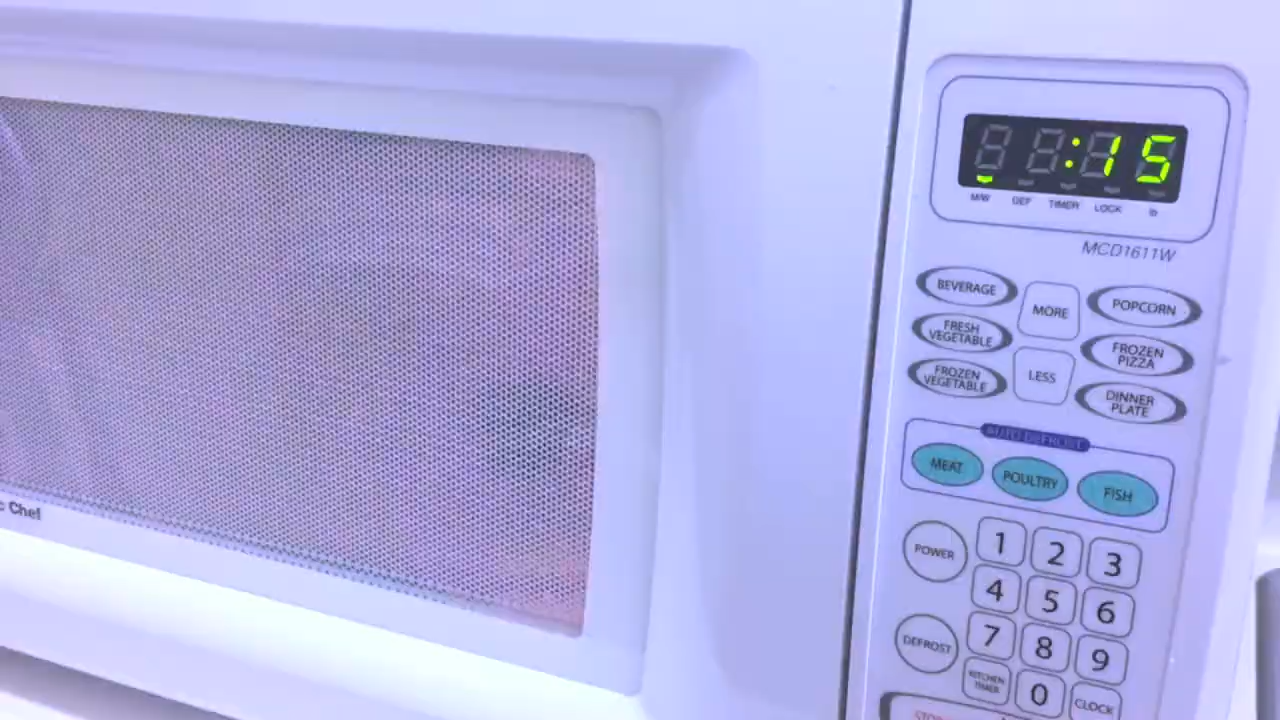 :15
M/W DEF TIMER LOCK lb
MCD1611W
BEVERAGE
MORE
POPCORN
FRESH
VEGETABLE
FROZEN
PIZZA
FROZEN
VEGETABLE
LESS
DINNER
PLATE
AUTO DEFROST
MEAT POULTRY FISH
POWER
1 2 3
4 5 6
DEFROST
7 8 9
KITCHEN
TIMER
0
CLOCK
STOP
c Chef